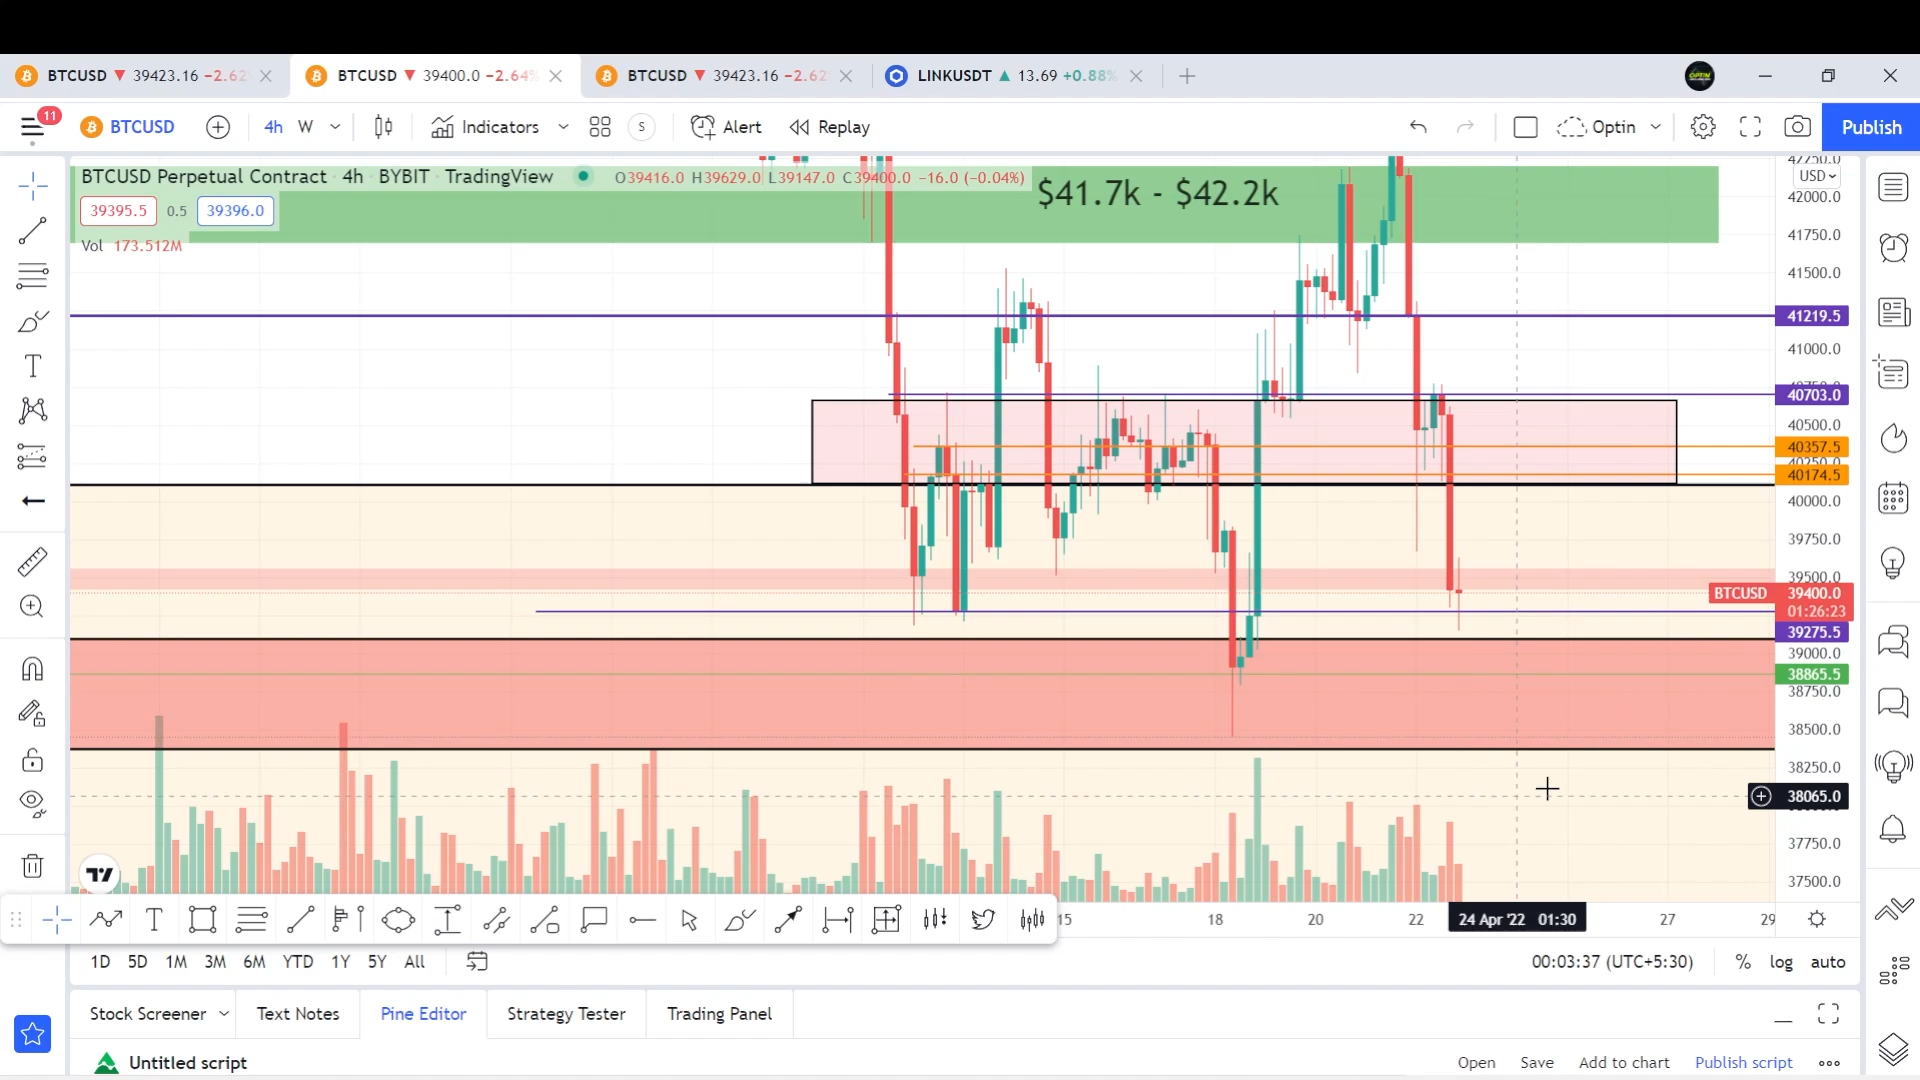 BTCUSD ▼ 39423.16 −2.62
BTCUSD ▼ 39400.0 −2.64%
BTCUSD ▼ 39423.16 −2.62
LINKUSDT ▲ 13.69 +0.88%
11
BTCUSD
4h W
Indicators
S
Alert
Replay
Optin
Publish
BTCUSD Perpetual Contract · 4h · BYBIT · TradingView
O39416.0 H39629.0 L39147.0 C39400.0 −16.0 (−0.04%)
39395.5 0.5 39396.0
Vol 173.512M
$41.7k - $42.2k
42250.0
USD
42000.0
41750.0
41500.0
41219.5
41000.0
40703.0
40500.0
40357.5
40250.0
40174.5
40000.0
39750.0
39500.0
BTCUSD 39400.0
01:26:23
39275.5
39000.0
38865.5
38750.0
38500.0
38250.0
38065.0
37750.0
37500.0
15 18 20 22 24 Apr '22 01:30 27 29
1D 5D 1M 3M 6M YTD 1Y 5Y All
00:03:37 (UTC+5:30) % log auto
Stock Screener Text Notes Pine Editor Strategy Tester Trading Panel
Untitled script
Open Save Add to chart Publish script